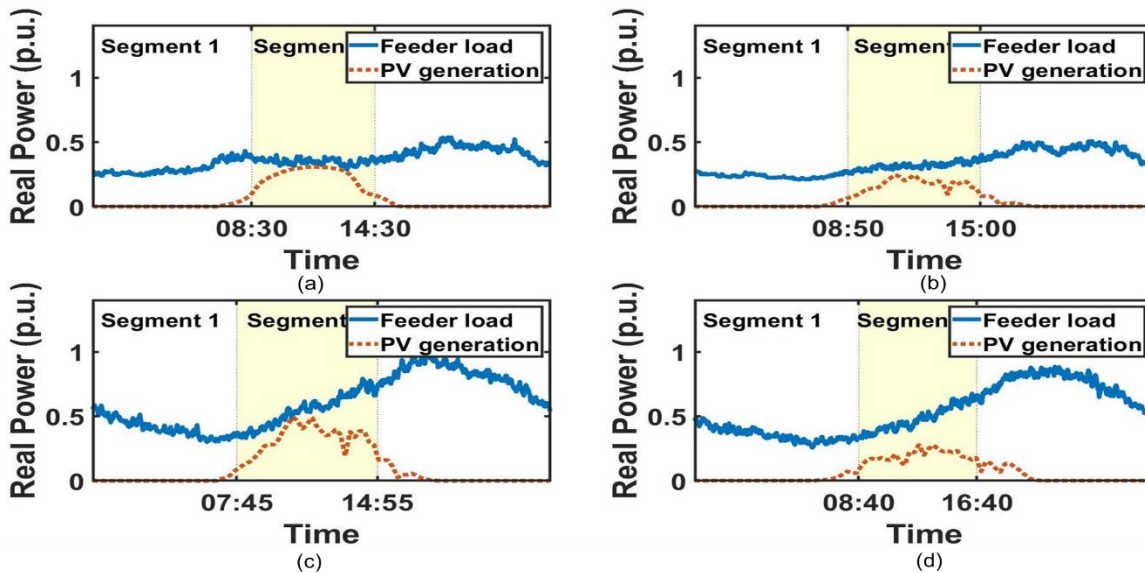 Real Power (p.u.)
1
0.5
0
Segment 1
Segment
Feeder load
PV generation
08:30
14:30
Time
(a)
Real Power (p.u.)
1
0.5
0
Segment 1
Segment
Feeder load
PV generation
08:50
15:00
Time
(b)
Real Power (p.u.)
1
0.5
0
Segment 1
Segment
Feeder load
PV generation
07:45
14:55
Time
(c)
Real Power (p.u.)
1
0.5
0
Segment 1
Segmen
Feeder load
PV generation
08:40
16:40
Time
(d)